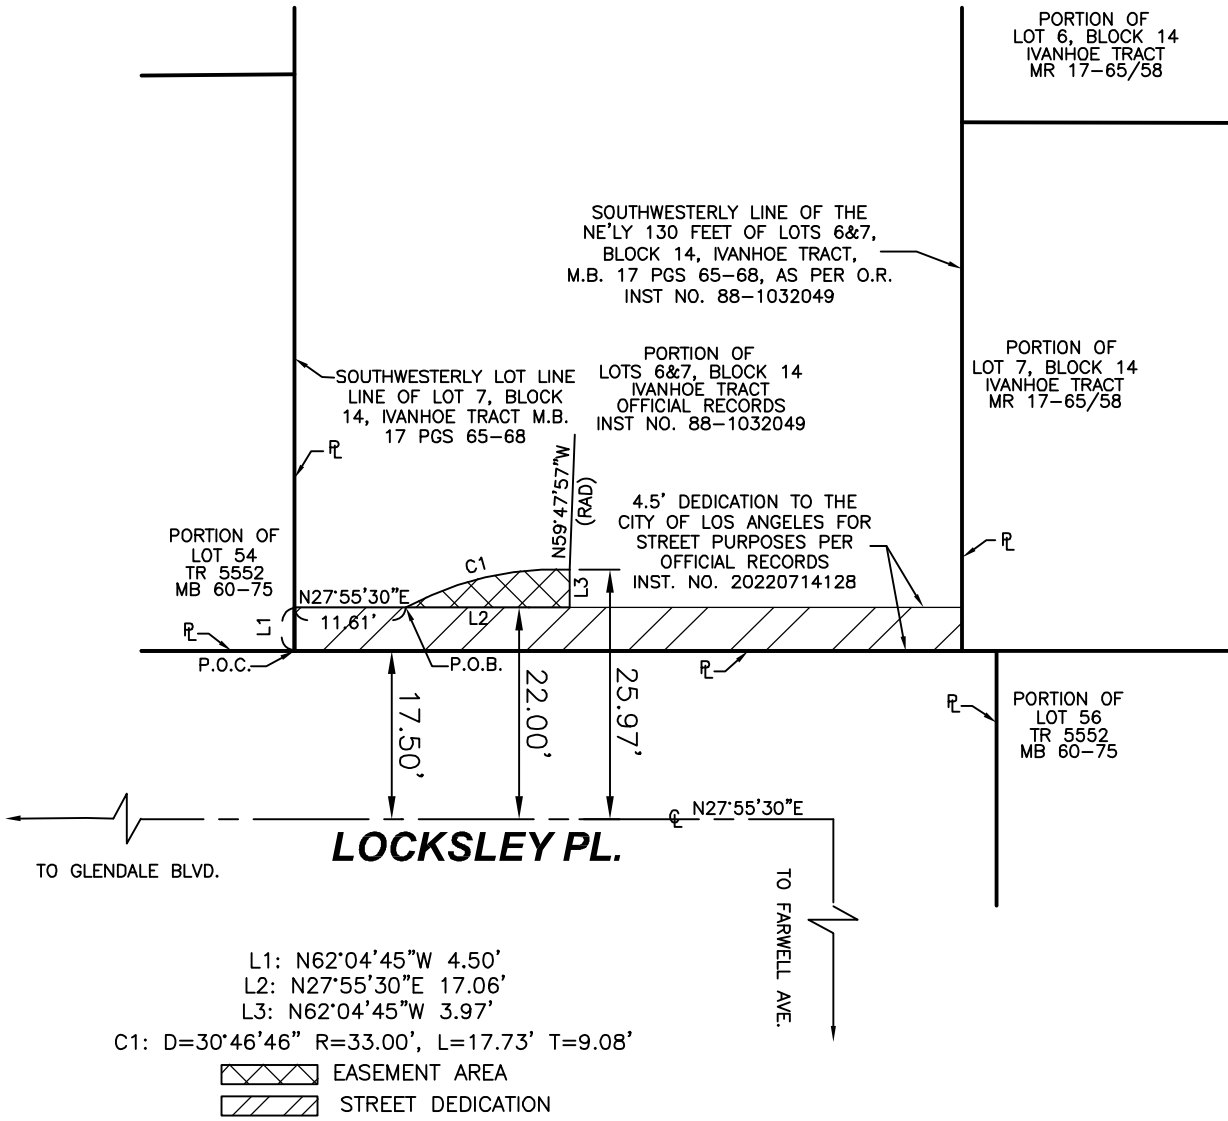 PORTION OF
LOT 6, BLOCK 14
IVANHOE TRACT
MR 17-65/58
SOUTHWESTERLY LINE OF THE
NE'LY 130 FEET OF LOTS 6&7,
BLOCK 14, IVANHOE TRACT,
M.B. 17 PGS 65-68, AS PER O.R.
INST NO. 88-1032049
PORTION OF
LOT 7, BLOCK 14
IVANHOE TRACT
MR 17-65/58
PORTION OF
LOTS 6&7, BLOCK 14
IVANHOE TRACT
OFFICIAL RECORDS
INST NO. 88-1032049
SOUTHWESTERLY LOT LINE
LINE OF LOT 7, BLOCK
14, IVANHOE TRACT M.B.
17 PGS 65-68
PL
N59°47'57"W
(RAD)
4.5' DEDICATION TO THE
CITY OF LOS ANGELES FOR
STREET PURPOSES PER
OFFICIAL RECORDS
INST. NO. 20220714128
PL
PORTION OF
LOT 54
TR 5552
MB 60-75
C1
L3
N27°55'30"E
11.61'
L2
L1
PL
P.O.C.
P.O.B.
PL
17.50'
22.00'
25.97'
PL
PORTION OF
LOT 56
TR 5552
MB 60-75
CL N27°55'30"E
LOCKSLEY PL.
TO GLENDALE BLVD.
TO FARWELL AVE.
L1: N62°04'45"W 4.50'
L2: N27°55'30"E 17.06'
L3: N62°04'45"W 3.97'
C1: D=30°46'46" R=33.00', L=17.73' T=9.08'
EASEMENT AREA
STREET DEDICATION